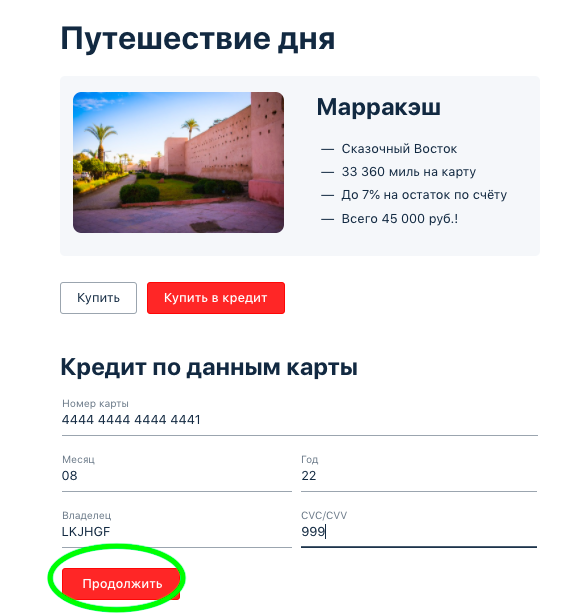 Путешествие дня
Марракэш
— Сказочный Восток
— 33 360 миль на карту
— До 7% на остаток по счёту
— Всего 45 000 руб.!
Купить
Купить в кредит
Кредит по данным карты
Номер карты
4444 4444 4444 4441
Месяц
08
Год
22
Владелец
LKJHGF
CVC/CVV
999
Продолжить